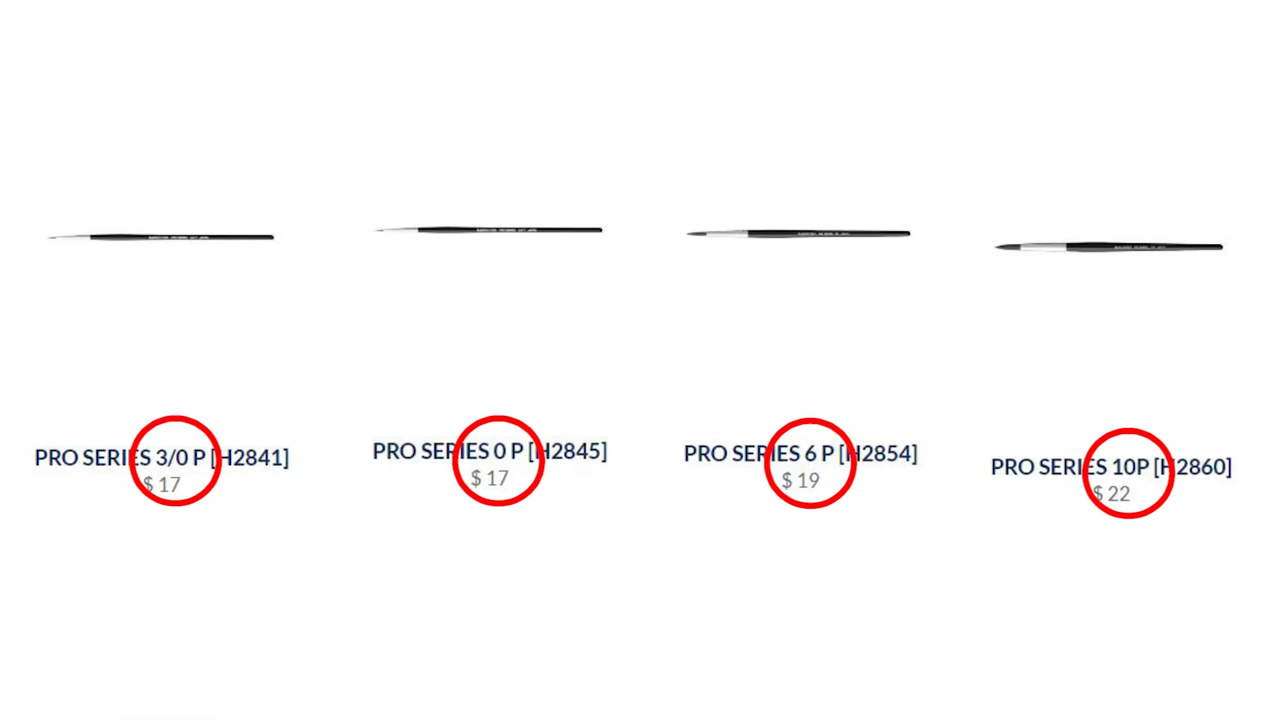 PRO SERIES 3/0 P [H2841]
$ 17
PRO SERIES 0 P [H2845]
$ 17
PRO SERIES 6 P [H2854]
$ 19
PRO SERIES 10P [H2860]
$ 22